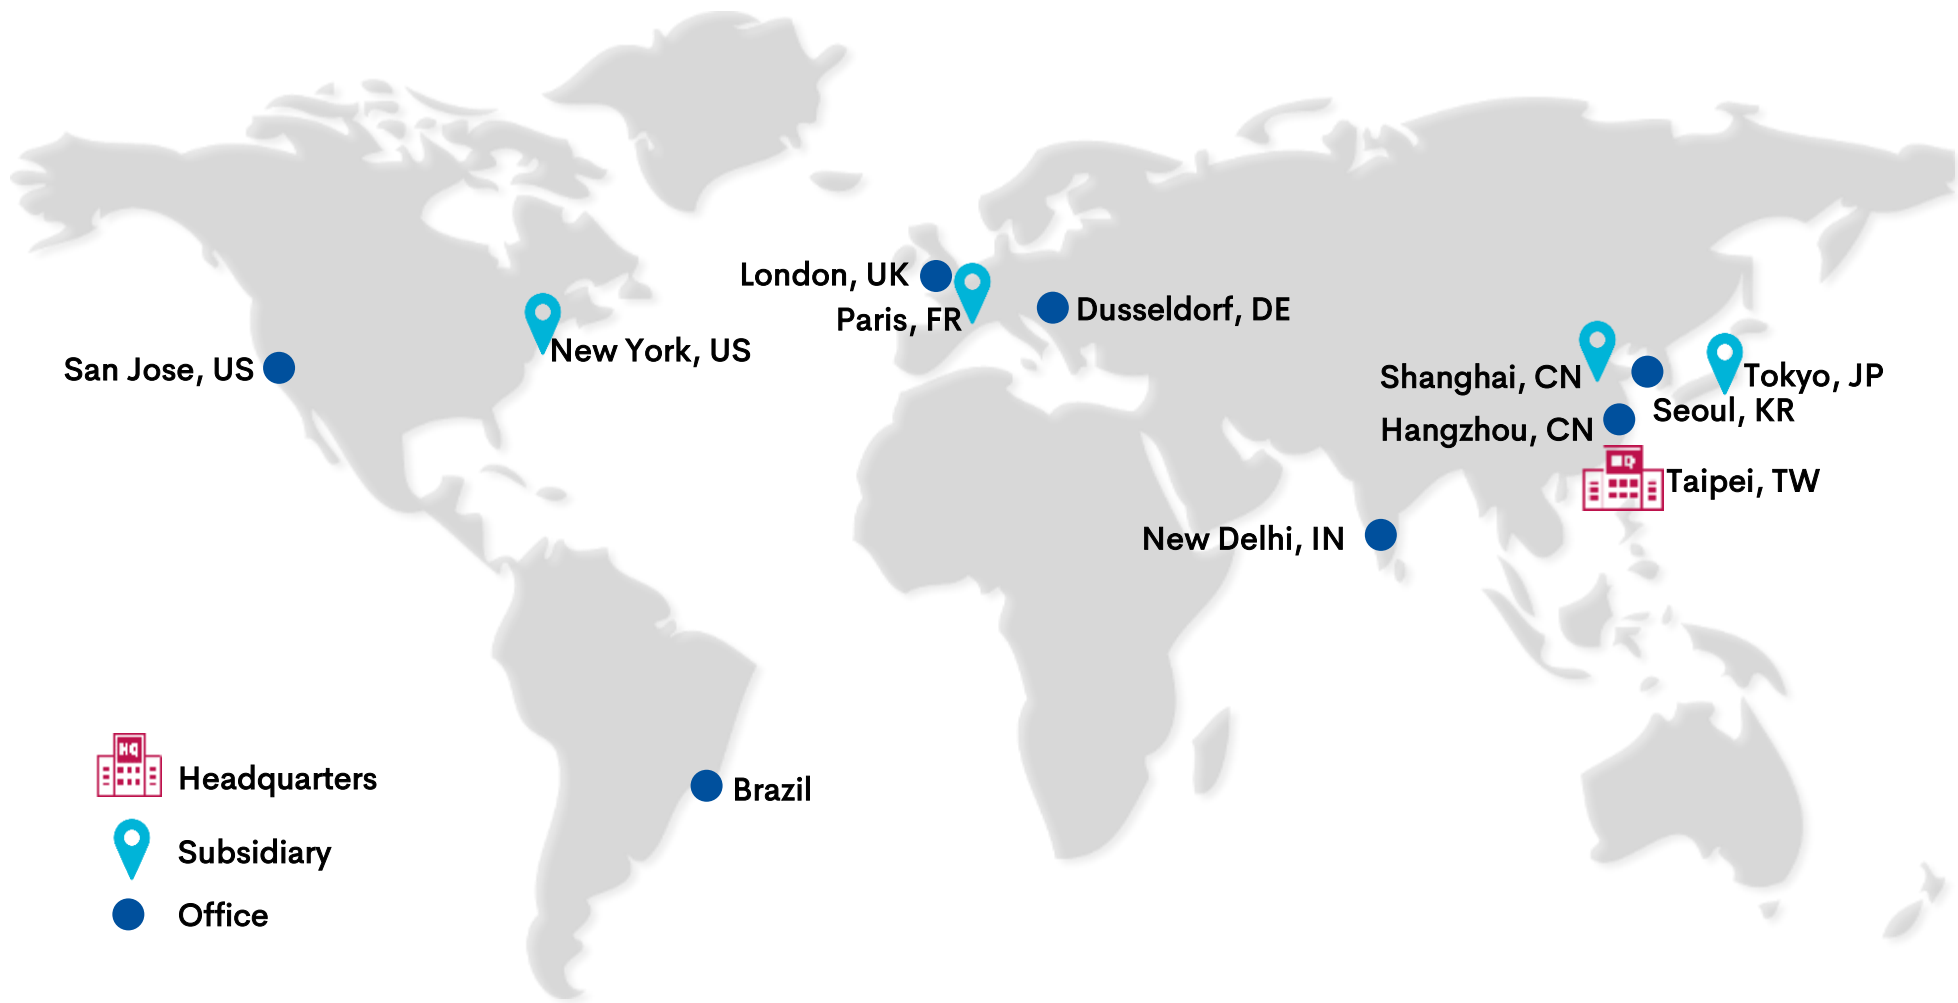 London, UK
Paris, FR
Dusseldorf, DE
New York, US
San Jose, US
Shanghai, CN
Tokyo, JP
Seoul, KR
Hangzhou, CN
Taipei, TW
New Delhi, IN
Brazil
HQ
Headquarters
Subsidiary
Office